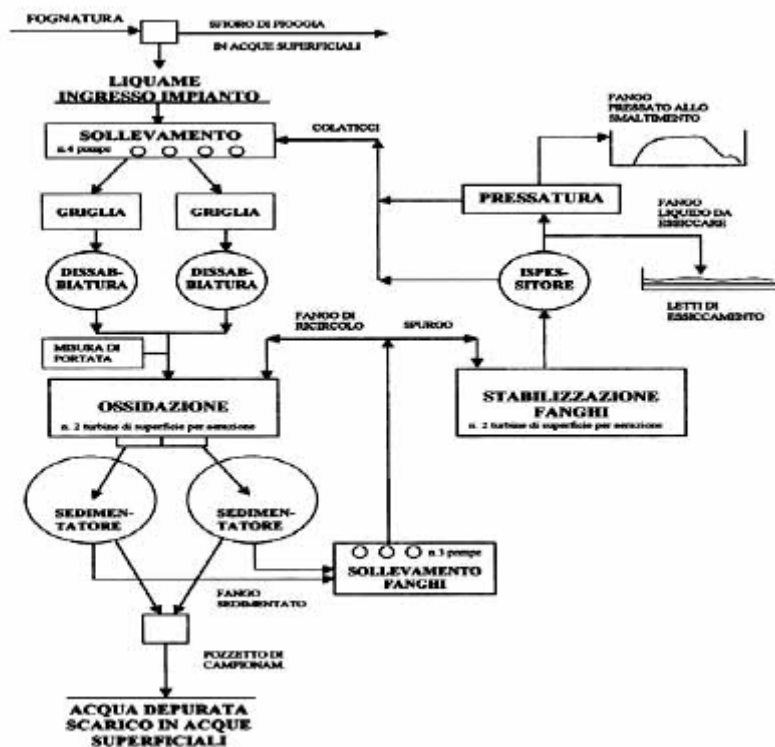 FOGNATURA
SFIORO DI PIOGGIA
IN ACQUE SUPERFICIALI
LIQUAME
INGRESSO IMPIANTO
SOLLEVAMENTO
n.4 pompe
COLATICCI
FANGO
PRESSATO ALLO
SMALTIMENTO
GRIGLIA
GRIGLIA
PRESSATURA
FANGO
LIQUIDO DA
ESSICCARE
DISSAB-
BIATURA
DISSAB-
BIATURA
ISPES-
SITORE
LETTI DI
ESSICCAMENTO
MISURA DI
PORTATA
FANGO DI
RICIRCOLO
SPURGO
OSSIDAZIONE
n. 2 turbine di superficie per aerazione
STABILIZZAZIONE
FANGHI
n. 2 turbine di superficie per aerazione
SEDIMEN-
TATORE
SEDIMEN-
TATORE
n.3 pompe
SOLLEVAMENTO
FANGHI
FANGO
SEDIMENTATO
POZZETTO DI
CAMPIONAM.
ACQUA DEPURATA
SCARICO IN ACQUE
SUPERFICIALI